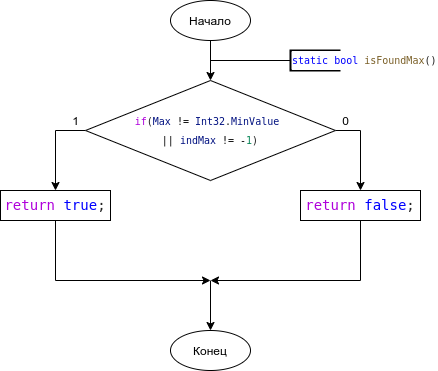 Начало
static bool isFoundMax()
if(Max != Int32.MinValue
|| indMax != -1)
1
0
return true;
return false;
Конец